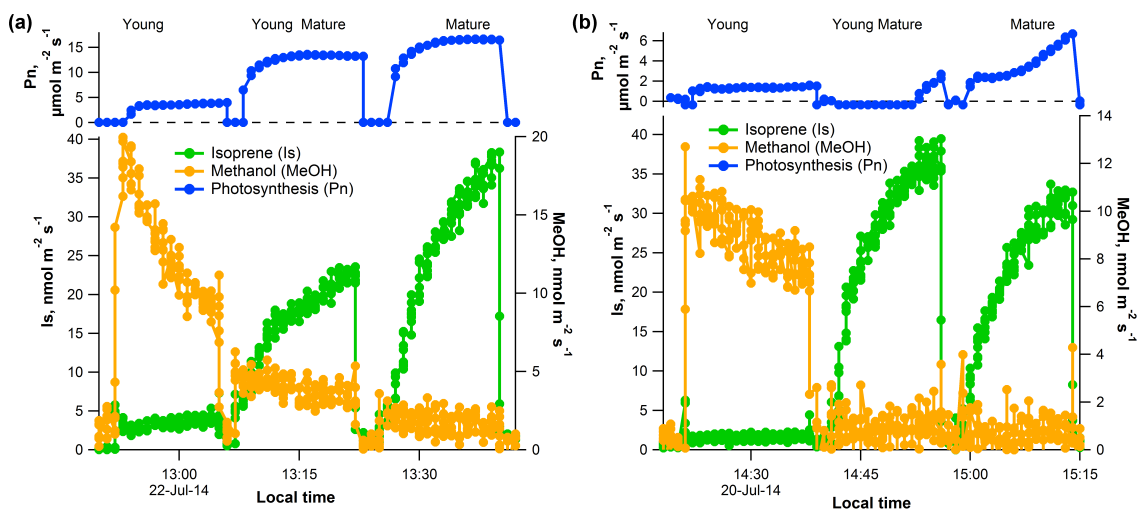 (a)
Young
Young Mature
Mature
Pn,
µmol m⁻² s⁻¹
15
10
5
0
Isoprene (Is)
Methanol (MeOH)
Photosynthesis (Pn)
Is, nmol m⁻² s⁻¹
40
35
30
25
20
15
10
5
0
MeOH, nmol m⁻² s⁻¹
20
15
10
5
0
13:00
13:15
13:30
22-Jul-14
Local time
(b)
Young
Young Mature
Mature
Pn,
µmol m⁻² s⁻¹
6
4
2
0
Isoprene (Is)
Methanol (MeOH)
Photosynthesis (Pn)
Is, nmol m⁻² s⁻¹
40
35
30
25
20
15
10
5
0
MeOH, nmol m⁻² s⁻¹
14
12
10
8
6
4
2
0
14:30
14:45
15:00
15:15
20-Jul-14
Local time